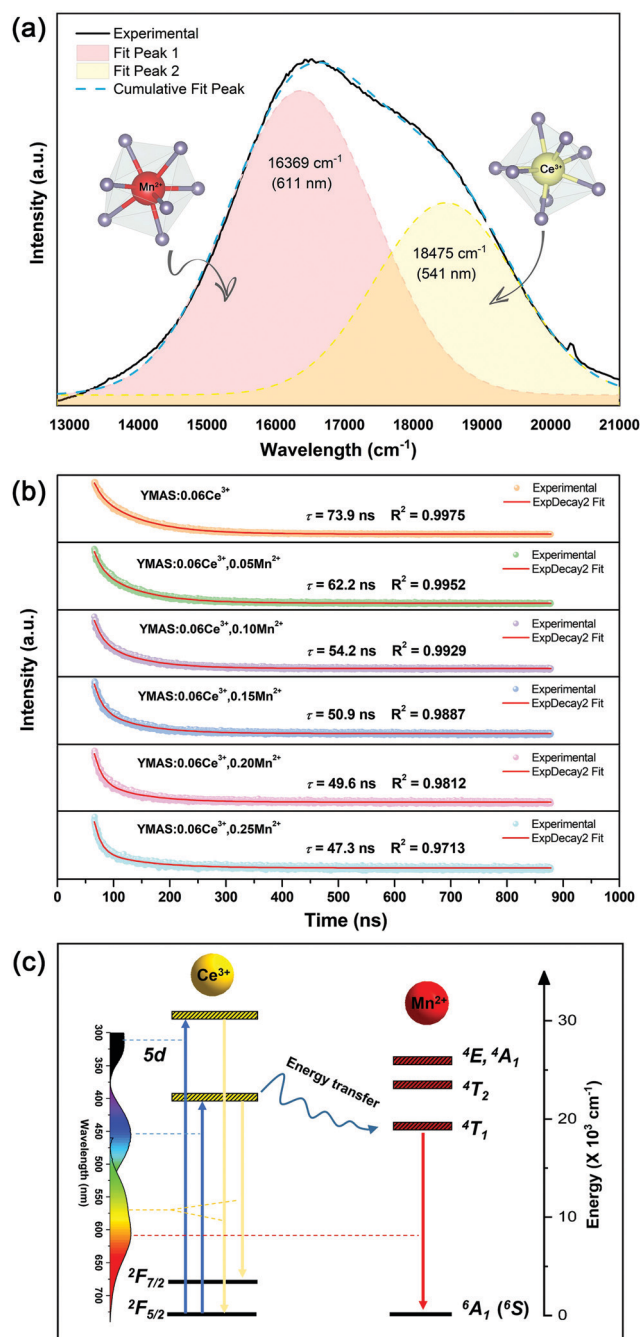 (a)
Experimental
Fit Peak 1
Fit Peak 2
Cumulative Fit Peak
Mn²⁺
Ce³⁺
16369 cm⁻¹
(611 nm)
18475 cm⁻¹
(541 nm)
Intensity (a.u.)
13000 14000 15000 16000 17000 18000 19000 20000 21000
Wavelength (cm⁻¹)
(b)
YMAS:0.06Ce³⁺
τ = 73.9 ns R² = 0.9975
Experimental
ExpDecay2 Fit
YMAS:0.06Ce³⁺,0.05Mn²⁺
τ = 62.2 ns R² = 0.9952
Experimental
ExpDecay2 Fit
YMAS:0.06Ce³⁺,0.10Mn²⁺
τ = 54.2 ns R² = 0.9929
Experimental
ExpDecay2 Fit
YMAS:0.06Ce³⁺,0.15Mn²⁺
τ = 50.9 ns R² = 0.9887
Experimental
ExpDecay2 Fit
YMAS:0.06Ce³⁺,0.20Mn²⁺
τ = 49.6 ns R² = 0.9812
Experimental
ExpDecay2 Fit
YMAS:0.06Ce³⁺,0.25Mn²⁺
τ = 47.3 ns R² = 0.9713
Experimental
ExpDecay2 Fit
Intensity (a.u.)
0 100 200 300 400 500 600 700 800 900 1000
Time (ns)
(c)
Ce³⁺
Mn²⁺
5d
Energy transfer
⁴E, ⁴A₁
⁴T₂
⁴T₁
²F₇/₂
²F₅/₂
⁶A₁ (⁶S)
300
350
400
450
500
550
600
650
700
Wavelength (nm)
30
20
10
0
Energy (X 10³ cm⁻¹)